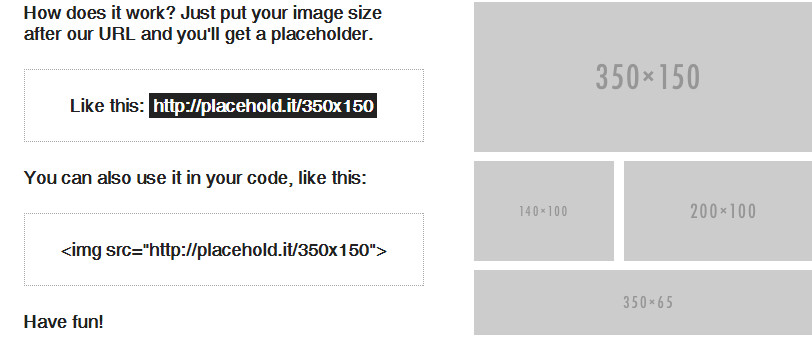 How does it work? Just put your image size
after our URL and you'll get a placeholder.
Like this: http://placehold.it/350x150
You can also use it in your code, like this:
<img src="http://placehold.it/350x150">
Have fun!
350×150
140×100
200×100
350×65